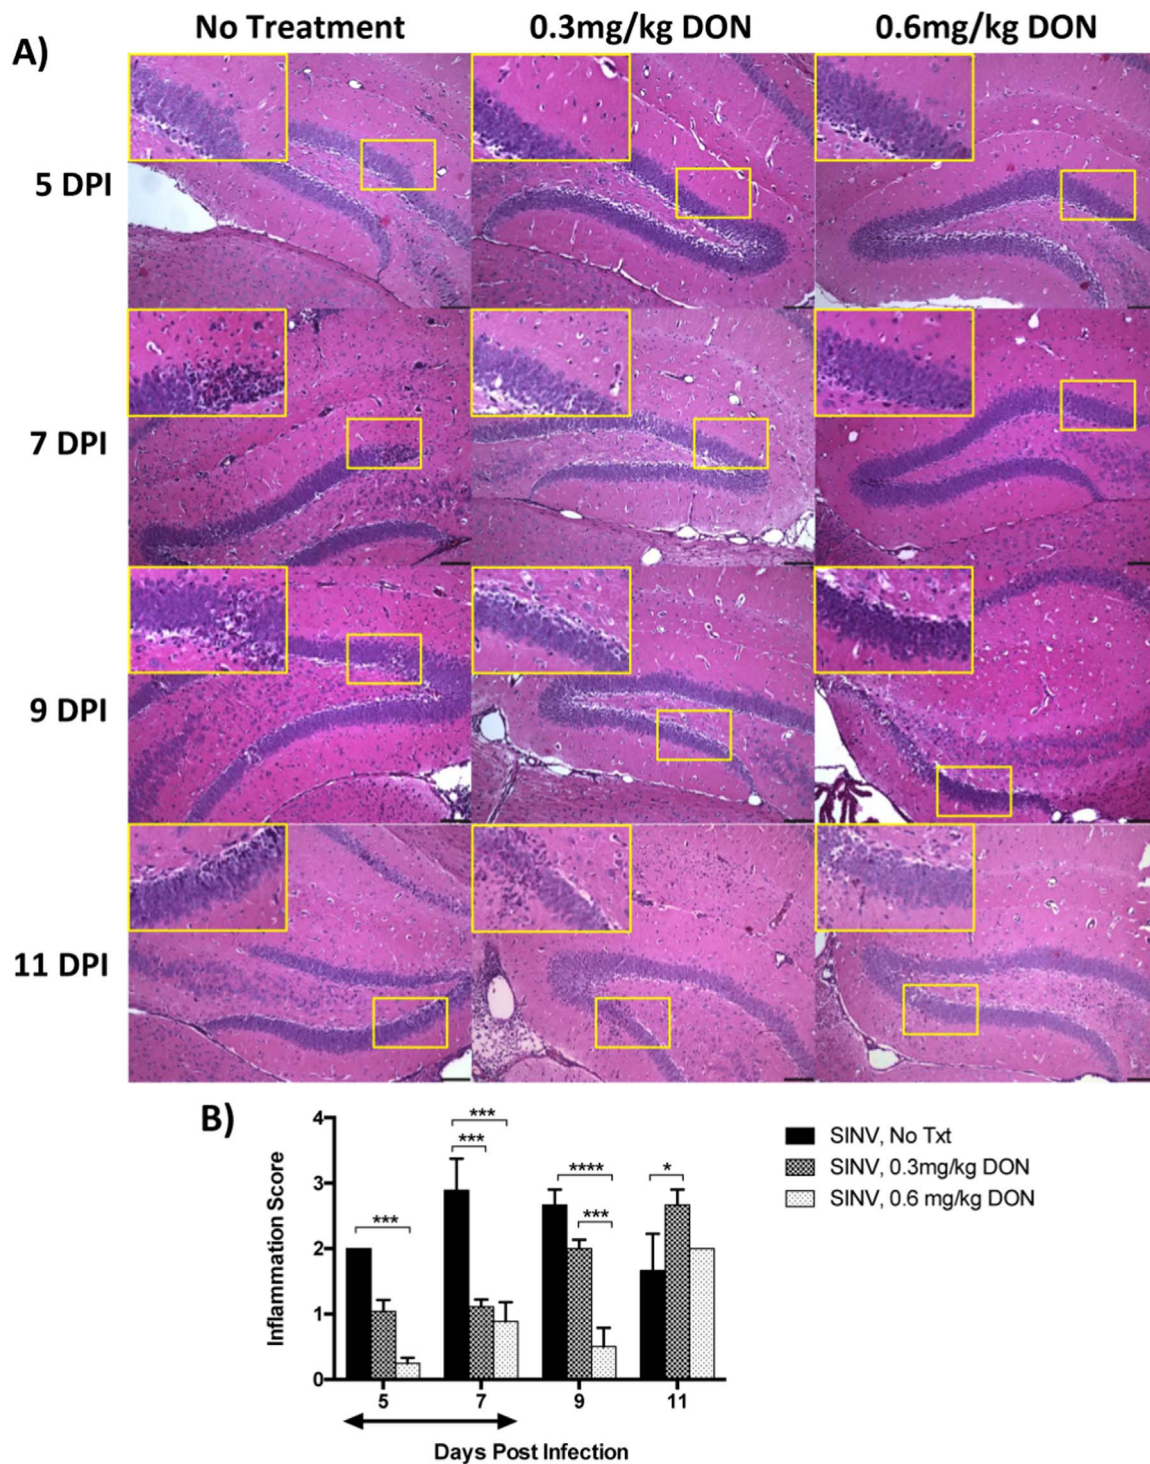 No Treatment 0.3mg/kg DON 0.6mg/kg DON
A)
5 DPI
7 DPI
9 DPI
11 DPI
B)
4
3
2
1
0
Inflammation Score
***
***
***
****
***
*
5 7 9 11
Days Post Infection
SINV, No Txt
SINV, 0.3mg/kg DON
SINV, 0.6 mg/kg DON